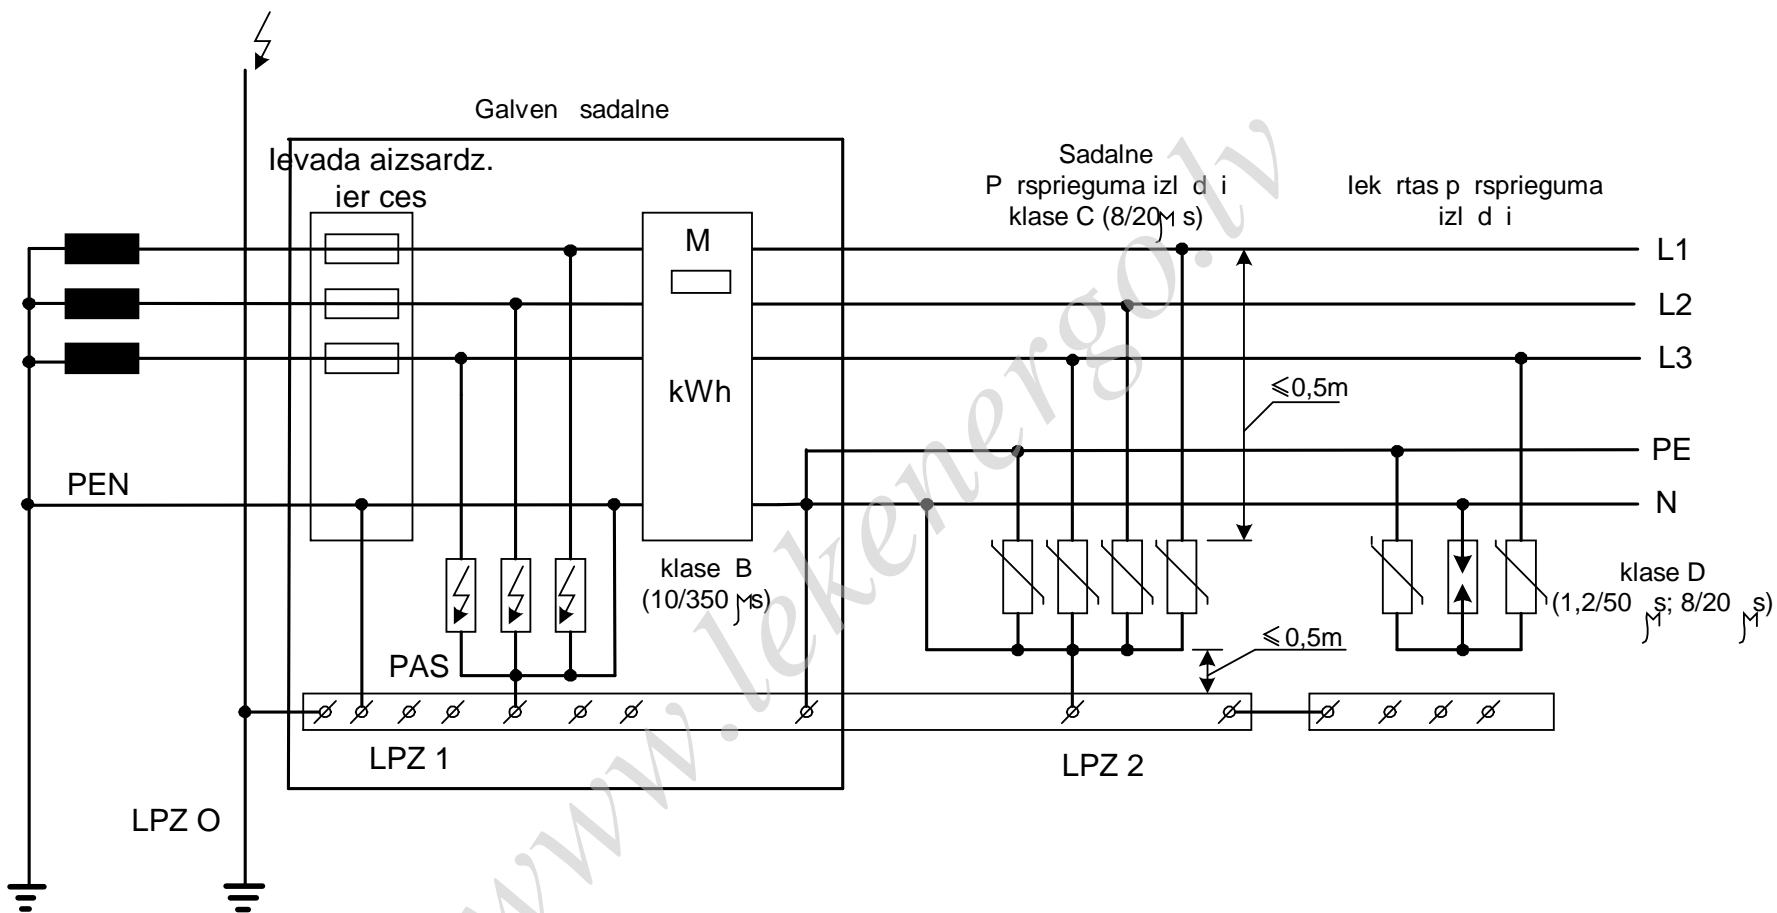 Galven sadalne
Ievada aizsardz.
ier ces
Sadalne
P rsprieguma izl d i
klase C (8/20 μ s)
Iek rtas p rsprieguma
izl d i
M
kWh
L1
L2
L3
⩽0,5m
PE
PEN
N
klase B
(10/350 μs)
klase D
(1,2/50 μ s; 8/20 μ s)
⩽0,5m
PAS
LPZ 1
LPZ 2
LPZ O
www.lekenergo.lv